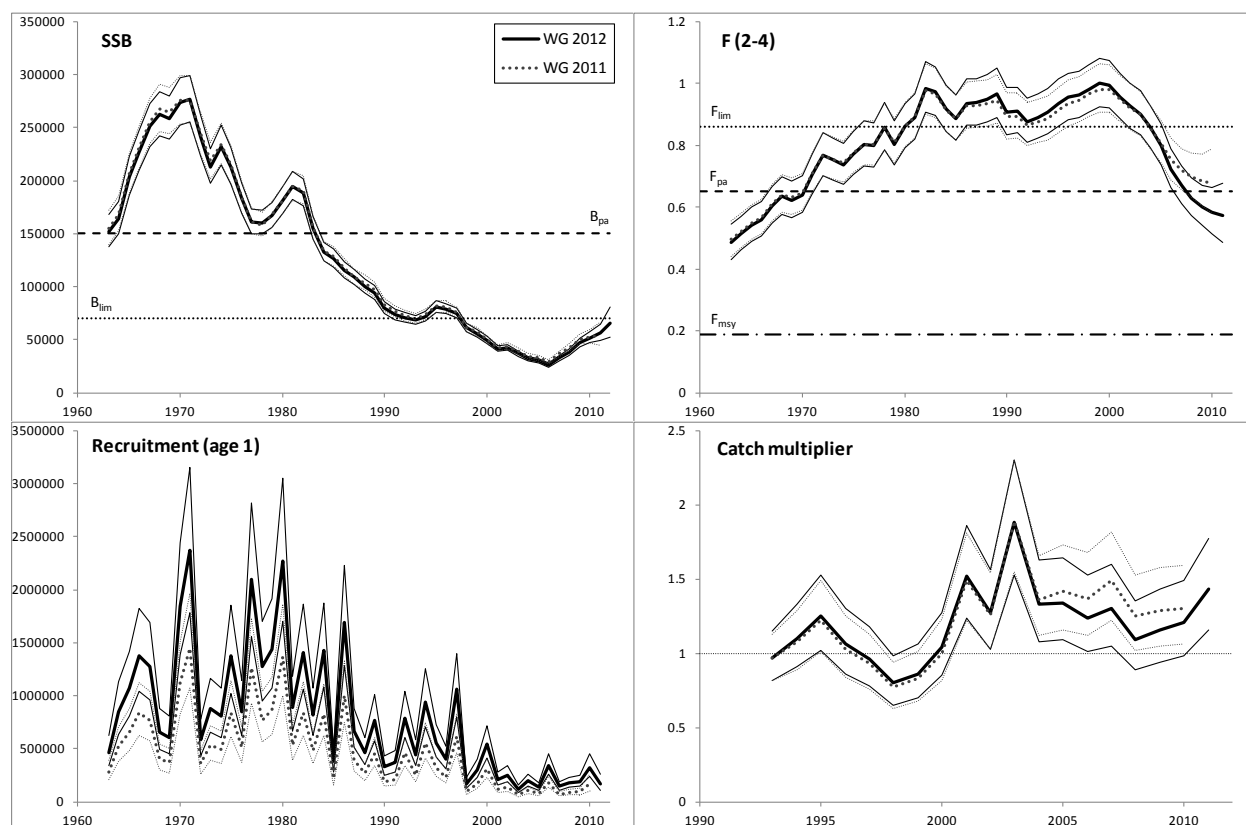 SSB
WG 2012
WG 2011
350000
300000
250000
200000
150000
100000
50000
0
Bpa
Blim
1960 1970 1980 1990 2000 2010
F (2-4)
1.2
1
0.8
0.6
0.4
0.2
0
Flim
Fpa
Fmsy
1960 1970 1980 1990 2000 2010
Recruitment (age 1)
3500000
3000000
2500000
2000000
1500000
1000000
500000
0
1960 1970 1980 1990 2000 2010
Catch multiplier
2.5
2
1.5
1
0.5
0
1990 1995 2000 2005 2010